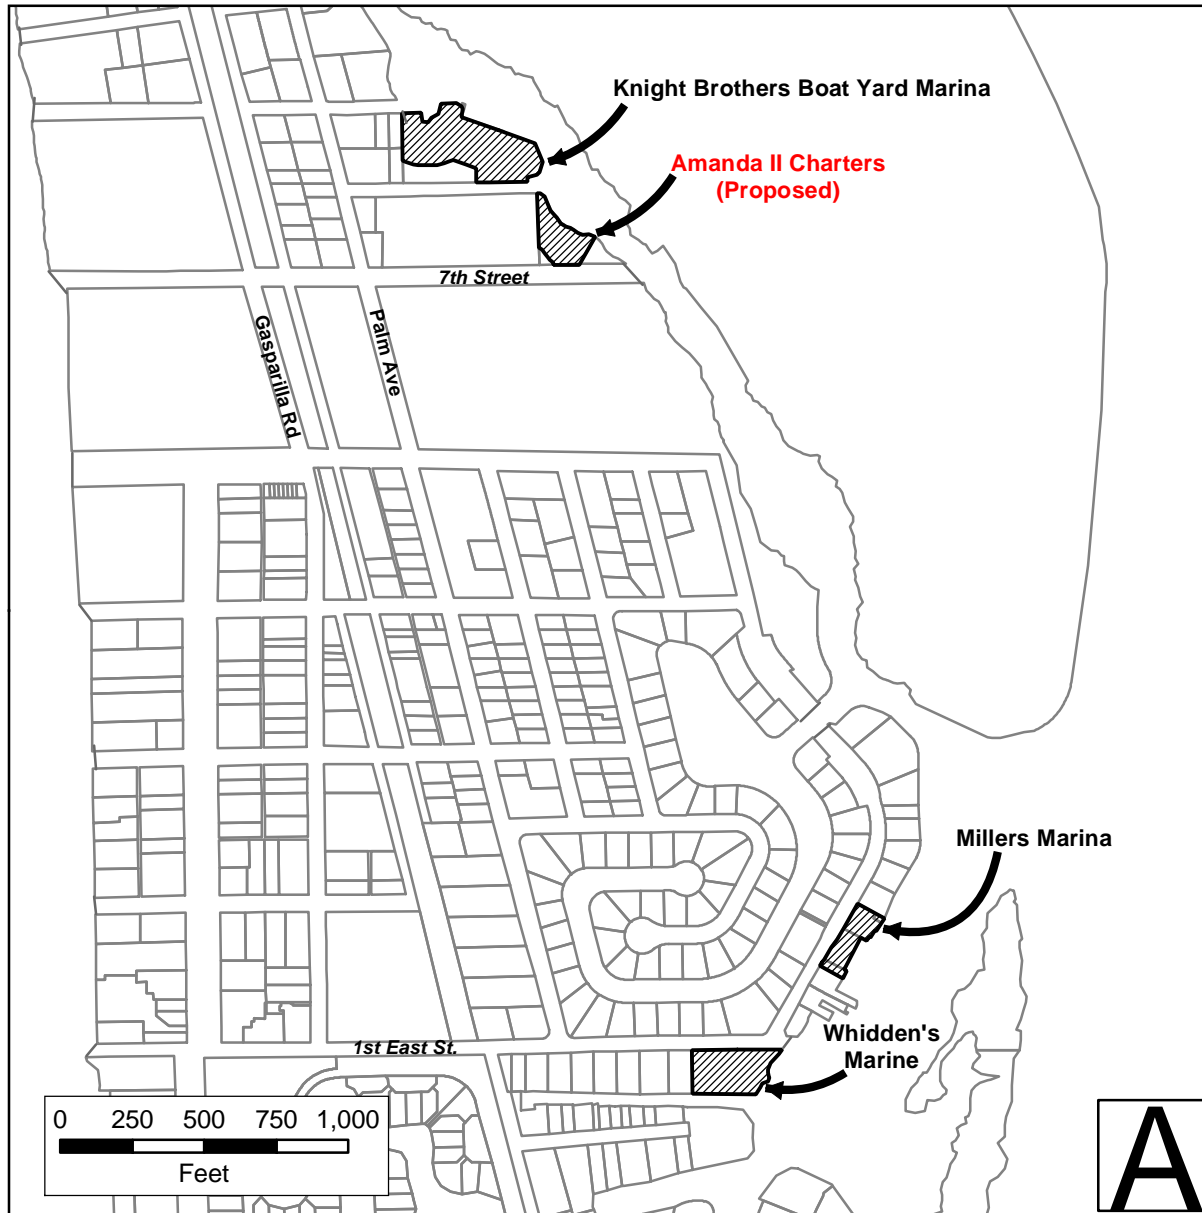 Knight Brothers Boat Yard Marina
Amanda II Charters
(Proposed)
7th Street
Gasparilla Rd
Palm Ave
Millers Marina
Whidden's
Marine
1st East St.
0 250 500 750 1,000
Feet
A